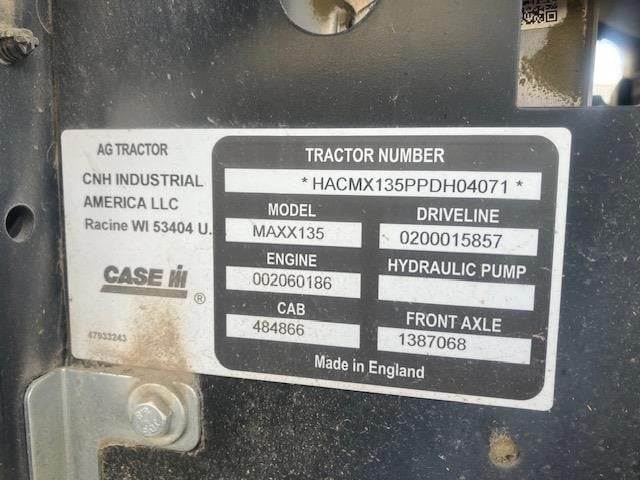 AG TRACTOR
CNH INDUSTRIAL
AMERICA LLC
Racine WI 53404 U.
CASE IH
®
47933243
TRACTOR NUMBER
* HACMX135PPDH04071 *
MODEL
MAXX135
DRIVELINE
0200015857
ENGINE
002060186
HYDRAULIC PUMP
CAB
484866
FRONT AXLE
1387068
Made in England